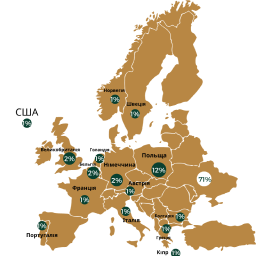 Норвегія
1%
Швеція
1%
США
1%
Великобританія
2%
Голандія
1%
Бельгія
2%
Німеччина
2%
Польща
12%
71%
Австрія
1%
Франція
1%
Італія
1%
Португалія
1%
Болгарія
1%
Греція
1%
Кіпр
1%